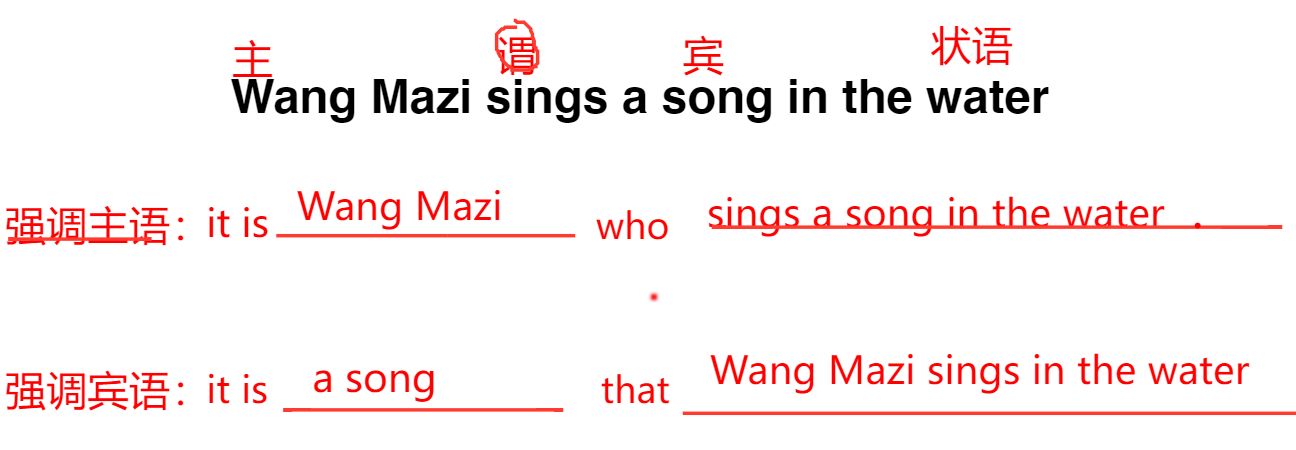 主 谓 宾 状语
Wang Mazi sings a song in the water
强调主语：it is Wang Mazi who sings a song in the water .
强调宾语：it is a song that Wang Mazi sings in the water